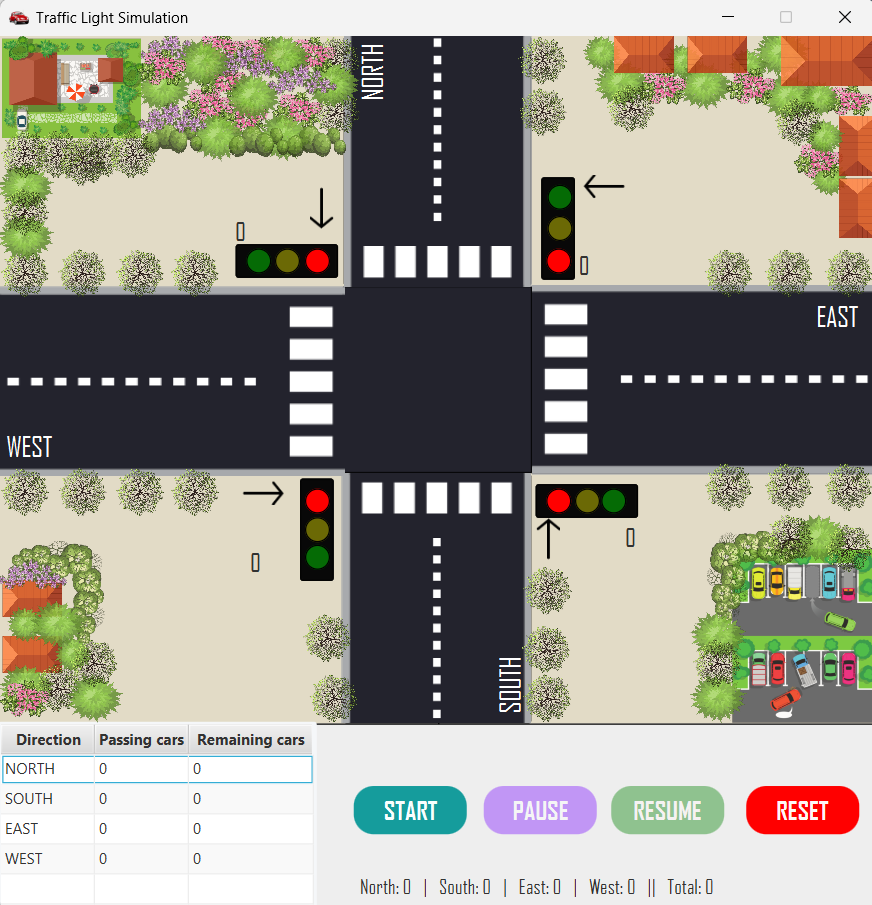 Traffic Light Simulation
NORTH
0
0
EAST
WEST
0
0
SOUTH
Direction Passing cars Remaining cars
NORTH 0 0
SOUTH 0 0
EAST 0 0
WEST 0 0
START PAUSE RESUME RESET
North: 0 | South: 0 | East: 0 | West: 0 || Total: 0